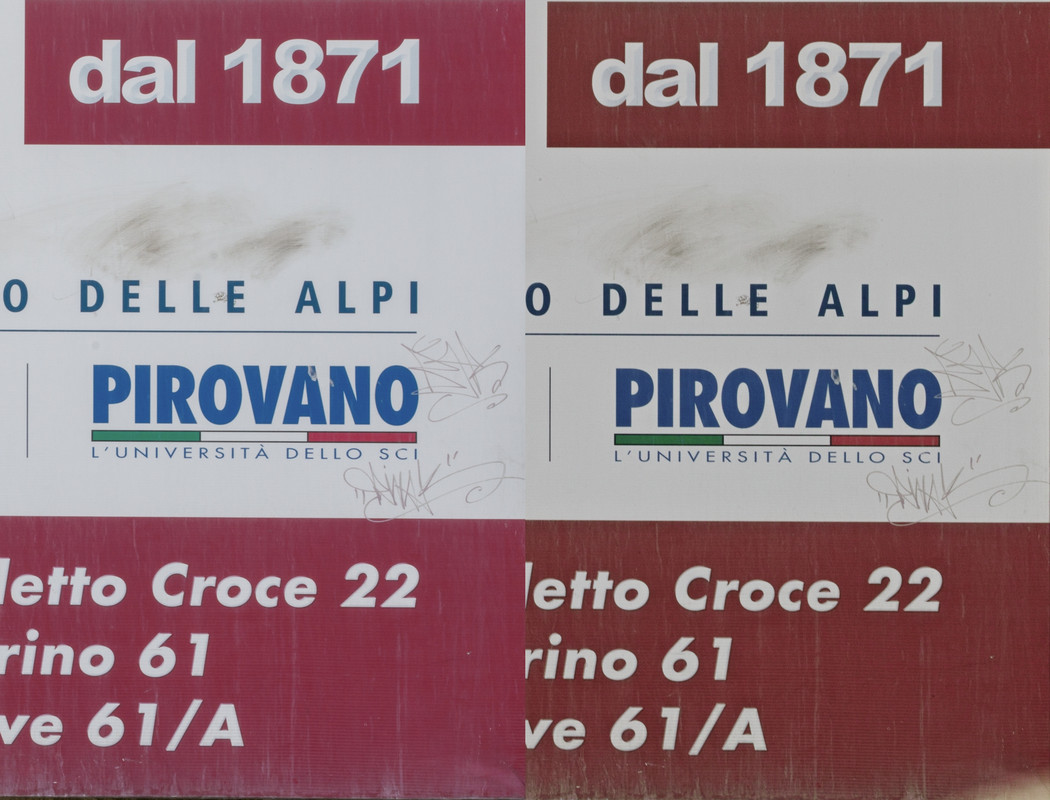 dal 1871
O DELLE ALPI
PIROVANO
L'UNIVERSITÀ DELLO SCI
letto Croce 22
rino 61
ve 61/A
dal 1871
O DELLE ALPI
PIROVANO
L'UNIVERSITÀ DELLO SCI
letto Croce 22
rino 61
ve 61/A